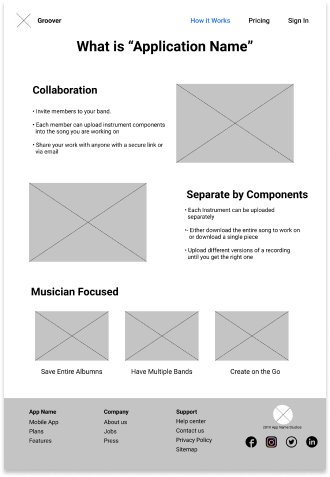 Groover
How it Works
Pricing
Sign In
What is “Application Name”
Collaboration
• Invite members to your band.
• Each member can upload instrument components
into the song you are working on
• Share your work with anyone with a secure link or
via email
Separate by Components
• Each Instrument can be uploaded
separately
•- Either download the entire song to work on
or download a single piece
• Upload different versions of a recording
until you get the right one
Musician Focused
Save Entire Albumns
Have Multiple Bands
Create on the Go
App Name
Mobile App
Plans
Features
Company
About us
Jobs
Press
Support
Help center
Contact us
Privacy Policy
Sitemap
2019 App Name Studios